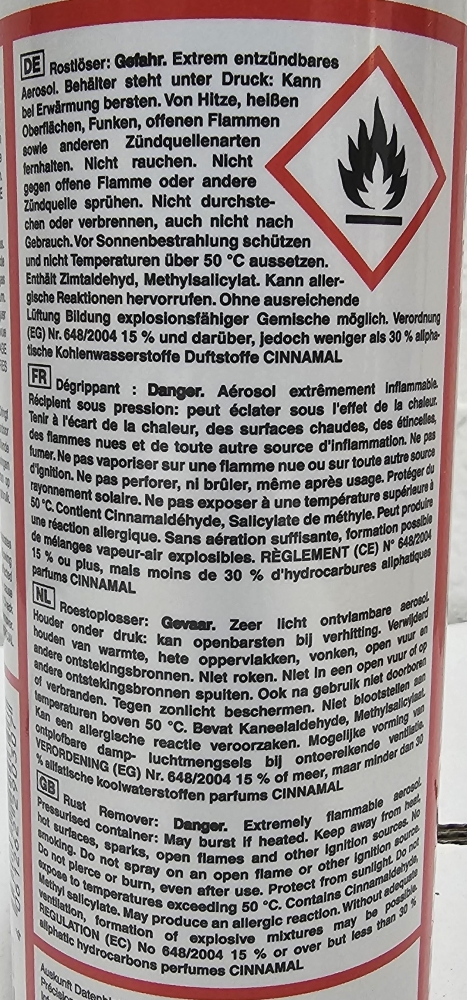 DE Rostlöser: Gefahr. Extrem entzündbares
Aerosol. Behälter steht unter Druck: Kann
bei Erwärmung bersten. Von Hitze, heißen
Oberflächen, Funken, offenen Flammen
sowie anderen Zündquellenarten
fernhalten. Nicht rauchen. Nicht
gegen offene Flamme oder andere
Zündquelle sprühen. Nicht durchste-
chen oder verbrennen, auch nicht nach
Gebrauch. Vor Sonnenbestrahlung schützen
und nicht Temperaturen über 50 °C aussetzen.
Enthält Zimtaldehyd, Methylsalicylat. Kann aller-
gische Reaktionen hervorrufen. Ohne ausreichende
Lüftung Bildung explosionsfähiger Gemische möglich. Verordnung
(EG) Nr. 648/2004 15 % und darüber, jedoch weniger als 30 % alipha-
tische Kohlenwasserstoffe Duftstoffe CINNAMAL
FR Dégrippant : Danger. Aérosol extrêmement inflammable.
Récipient sous pression: peut éclater sous l'effet de la chaleur.
Tenir à l'écart de la chaleur, des surfaces chaudes, des étincelles,
des flammes nues et de toute autre source d'inflammation. Ne pas
fumer. Ne pas vaporiser sur une flamme nue ou sur toute autre source
d'ignition. Ne pas perforer, ni brûler, même après usage. Protéger du
rayonnement solaire. Ne pas exposer à une température supérieure à
50 °C. Contient Cinnamaldéhyde, Salicylate de méthyle. Peut produire
une réaction allergique. Sans aération suffisante, formation possible
de mélanges vapeur-air explosibles. RÈGLEMENT (CE) N° 648/2004
15 % ou plus, mais moins de 30 % d'hydrocarbures aliphatiques
parfums CINNAMAL
NL Roestoplosser: Gevaar. Zeer licht ontvlambare aerosol.
Houder onder druk: kan openbarsten bij verhitting. Verwijderd
houden van warmte, hete oppervlakken, vonken, open vuur en
andere ontstekingsbronnen. Niet roken. Niet in een open vuur of op
andere ontstekingsbronnen spuiten. Ook na gebruik niet doorboren
of verbranden. Tegen zonlicht beschermen. Niet blootstellen aan
temperaturen boven 50 °C. Bevat Kaneelaldehyde, Methylsalicylaat.
Kan een allergische reactie veroorzaken. Mogelijke vorming van
ontplofbare damp- luchtmengsels bij ontoereikende ventilatie.
VERORDENING (EG) Nr. 648/2004 15 % of meer, maar minder dan 30
% alifatische koolwaterstoffen parfums CINNAMAL
GB Rust Remover: Danger. Extremely flammable aerosol.
Pressurised container: May burst if heated. Keep away from heat,
hot surfaces, sparks, open flames and other ignition sources. No
smoking. Do not spray on an open flame or other ignition source.
Do not pierce or burn, even after use. Protect from sunlight. Do not
expose to temperatures exceeding 50 °C. Contains Cinnamaldehyde,
Methyl salicylate. May produce an allergic reaction. Without adequate
ventilation, formation of explosive mixtures may be possible.
REGULATION (EC) No 648/2004 15 % or over but less than 30 %
aliphatic hydrocarbons perfumes CINNAMAL
Auskunft